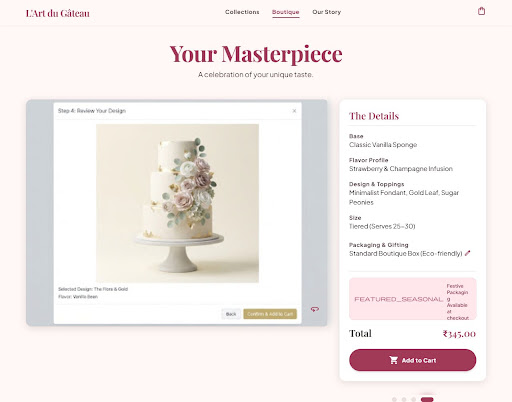 L'Art du Gâteau
Collections Boutique Our Story
Your Masterpiece
A celebration of your unique taste.
Step 4: Review Your Design ×
Selected Design: The Flora & Gold
Flavor: Vanilla Bean
Back Confirm & Add to Cart
The Details
Base
Classic Vanilla Sponge
Flavor Profile
Strawberry & Champagne Infusion
Design & Toppings
Minimalist Fondant, Gold Leaf, Sugar
Peonies
Size
Tiered (Serves 25–30)
Packaging & Gifting
Standard Boutique Box (Eco-friendly)
FEATURED_SEASONAL
Festive
Packagin
g
Available
at
checkout
Total ₹345.00
Add to Cart